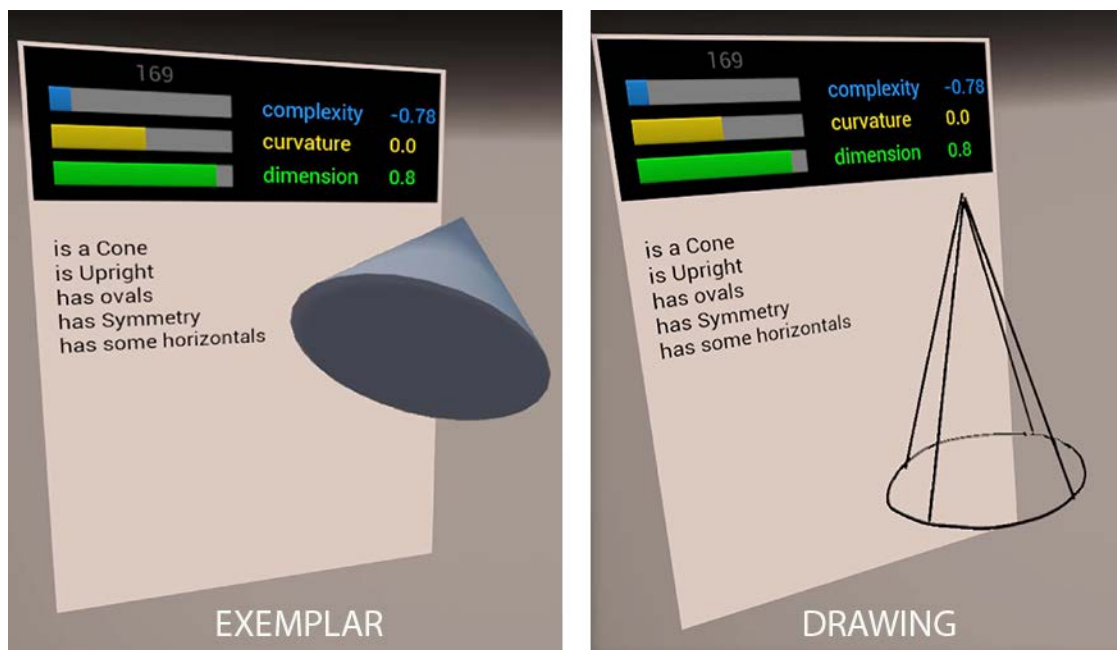 169
complexity -0.78
curvature 0.0
dimension 0.8
is a Cone
is Upright
has ovals
has Symmetry
has some horizontals
EXEMPLAR
169
complexity -0.78
curvature 0.0
dimension 0.8
is a Cone
is Upright
has ovals
has Symmetry
has some horizontals
DRAWING